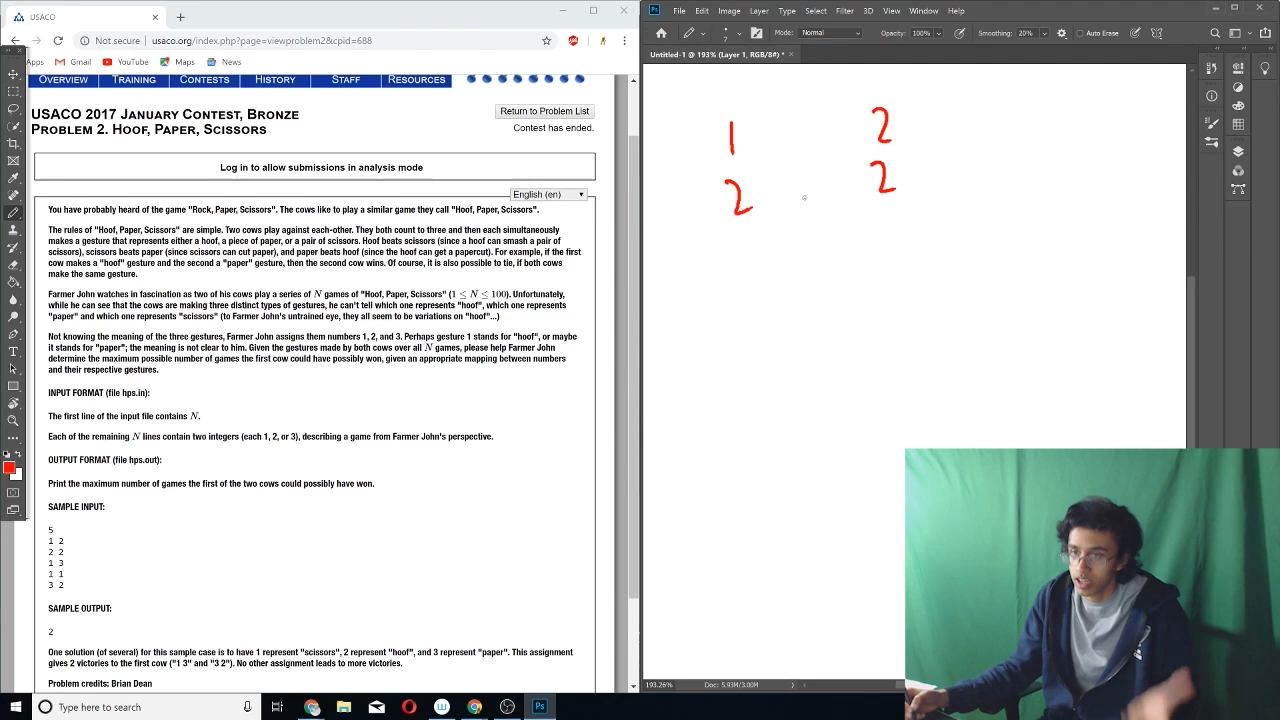 USACO
Not secure | usaco.org/index.php?page=viewproblem2&cpid=688
Apps Gmail YouTube Maps News
OVERVIEW TRAINING CONTESTS HISTORY STAFF RESOURCES
USACO 2017 JANUARY CONTEST, BRONZE
PROBLEM 2. HOOF, PAPER, SCISSORS
Return to Problem List
Contest has ended.
Log in to allow submissions in analysis mode
English (en)
You have probably heard of the game "Rock, Paper, Scissors". The cows like to play a similar game they call "Hoof, Paper, Scissors".
The rules of "Hoof, Paper, Scissors" are simple. Two cows play against each-other. They both count to three and then each simultaneously
makes a gesture that represents either a hoof, a piece of paper, or a pair of scissors. Hoof beats scissors (since a hoof can smash a pair of
scissors), scissors beats paper (since scissors can cut paper), and paper beats hoof (since the hoof can get a papercut). For example, if the first
cow makes a "hoof" gesture and the second a "paper" gesture, then the second cow wins. Of course, it is also possible to tie, if both cows
make the same gesture.
Farmer John watches in fascination as two of his cows play a series of N games of "Hoof, Paper, Scissors" (1 ≤ N ≤ 100). Unfortunately,
while he can see that the cows are making three distinct types of gestures, he can't tell which one represents "hoof", which one represents
"paper" and which one represents "scissors" (to Farmer John's untrained eye, they all seem to be variations on "hoof"...)
Not knowing the meaning of the three gestures, Farmer John assigns them numbers 1, 2, and 3. Perhaps gesture 1 stands for "hoof", or maybe
it stands for "paper"; the meaning is not clear to him. Given the gestures made by both cows over all N games, please help Farmer John
determine the maximum possible number of games the first cow could have possibly won, given an appropriate mapping between numbers
and their respective gestures.
INPUT FORMAT (file hps.in):
The first line of the input file contains N.
Each of the remaining N lines contain two integers (each 1, 2, or 3), describing a game from Farmer John's perspective.
OUTPUT FORMAT (file hps.out):
Print the maximum number of games the first of the two cows could possibly have won.
SAMPLE INPUT:
5
1 2
2 2
1 3
1 1
3 2
SAMPLE OUTPUT:
2
One solution (of several) for this sample case is to have 1 represent "scissors", 2 represent "hoof", and 3 represent "paper". This assignment
gives 2 victories to the first cow ("1 3" and "3 2"). No other assignment leads to more victories.
Problem credits: Brian Dean
Type here to search
Ps File Edit Image Layer Type Select Filter 3D View Window Help
7 Mode: Normal Opacity: 100% Smoothing: 20% Auto Erase
Untitled-1 @ 193% (Layer 1, RGB/8#) *
1 2
2 2
193.26% Doc: 5.93M/3.00M
Ps